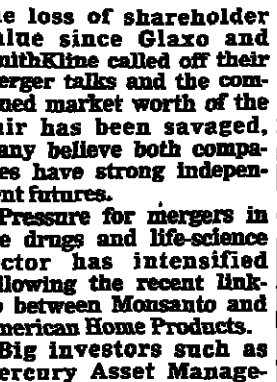 e loss of shareholder
alue since Glaxo and
mithKline called off their
erger talks and the com-
ned market worth of the
air has been savaged,
any believe both compa-
es have strong indepen-
nt futures.
Pressure for mergers in
e drugs and life-science
ctor has intensified
llowing the recent link-
p between Monsanto and
merican Home Products.
Big investors such as
ercury Asset Manage-